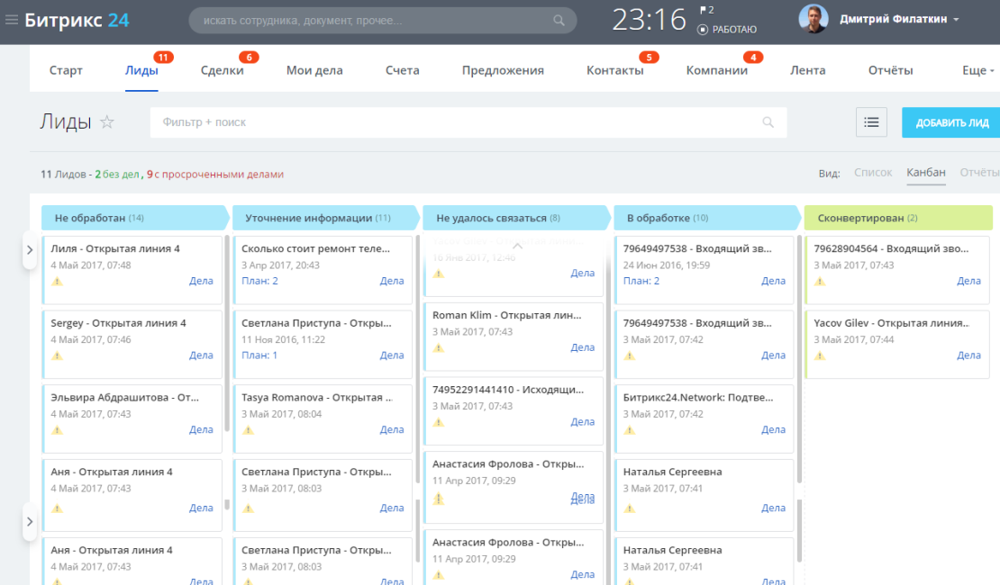 Битрикс 24
искать сотрудника, документ, прочее...
23:16
2
РАБОТАЮ
Дмитрий Филаткин
Старт
Лиды 11
Сделки 6
Мои дела
Счета
Предложения
Контакты 5
Компании 4
Лента
Отчёты
Еще
Лиды
Фильтр + поиск
ДОБАВИТЬ ЛИД
11 Лидов - 2 без дел, 9 с просроченными делами
Вид: Список Канбан Отчёты
Не обработан (14)
Лиля - Открытая линия 4
4 Май 2017, 07:48
Дела
Sergey - Открытая линия 4
4 Май 2017, 07:46
Дела
Эльвира Абдрашитова - От...
4 Май 2017, 07:43
Дела
Аня - Открытая линия 4
4 Май 2017, 07:43
Дела
Аня - Открытая линия 4
4 Май 2017, 07:43
Дела
Уточнение информации (11)
Сколько стоит ремонт теле...
3 Апр 2017, 20:43
План: 2 Дела
Светлана Приступа - Откры...
11 Ноя 2016, 11:22
План: 1 Дела
Tasya Romanova - Открытая ...
3 Май 2017, 08:04
Дела
Светлана Приступа - Откры...
3 Май 2017, 08:03
Дела
Светлана Приступа - Откры...
3 Май 2017, 08:03
Дела
Не удалось связаться (8)
16 Янв 2017, 12:46
Дела
Roman Klim - Открытая лин...
3 Май 2017, 07:43
Дела
74952291441410 - Исходящи...
3 Май 2017, 07:43
Дела
Анастасия Фролова - Откры...
11 Апр 2017, 09:29
Дела
Дела
Анастасия Фролова - Откры...
11 Апр 2017, 09:29
Дела
В обработке (10)
79649497538 - Входящий зв...
24 Июн 2016, 19:59
План: 2 Дела
79649497538 - Входящий зв...
3 Май 2017, 07:42
Дела
Битрикс24.Network: Подтве...
3 Май 2017, 07:42
Дела
Наталья Сергеевна
3 Май 2017, 07:41
Дела
Наталья Сергеевна
3 Май 2017, 07:41
Дела
Сконвертирован (2)
79628904564 - Входящий зво...
3 Май 2017, 07:43
Дела
Yacov Gilev - Открытая линия...
3 Май 2017, 07:44
Дела